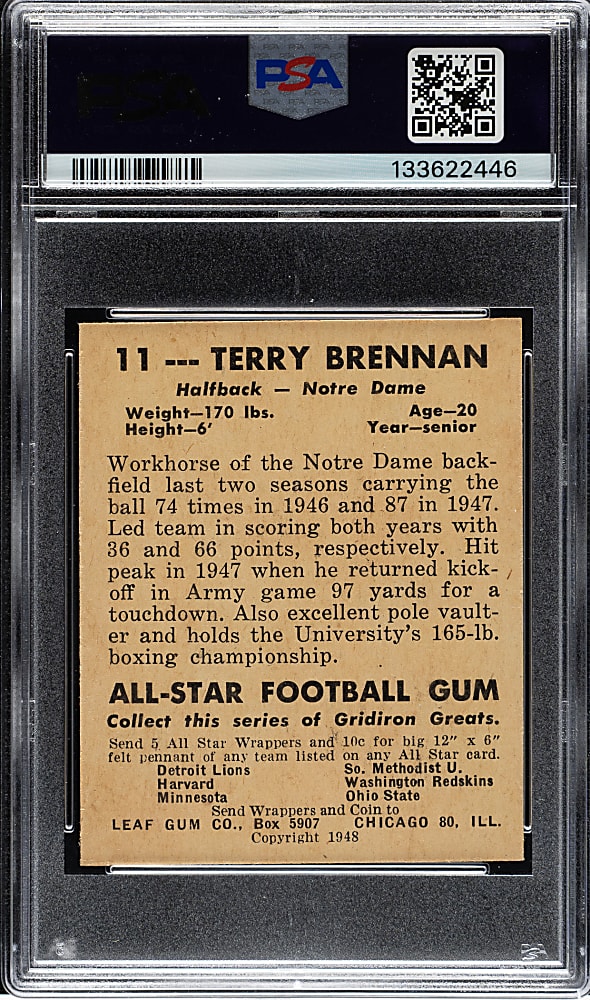 PSA
133622446
11 --- TERRY BRENNAN
Halfback — Notre Dame
Weight—170 lbs. Age—20
Height—6' Year—senior
Workhorse of the Notre Dame back-
field last two seasons carrying the
ball 74 times in 1946 and 87 in 1947.
Led team in scoring both years with
36 and 66 points, respectively. Hit
peak in 1947 when he returned kick-
off in Army game 97 yards for a
touchdown. Also excellent pole vault-
er and holds the University's 165-lb.
boxing championship.
ALL-STAR FOOTBALL GUM
Collect this series of Gridiron Greats.
Send 5 All Star Wrappers and 10c for big 12" x 6"
felt pennant of any team listed on any All Star card.
Detroit Lions So. Methodist U.
Harvard Washington Redskins
Minnesota Ohio State
Send Wrappers and Coin to
LEAF GUM CO., Box 5907 CHICAGO 80, ILL.
Copyright 1948